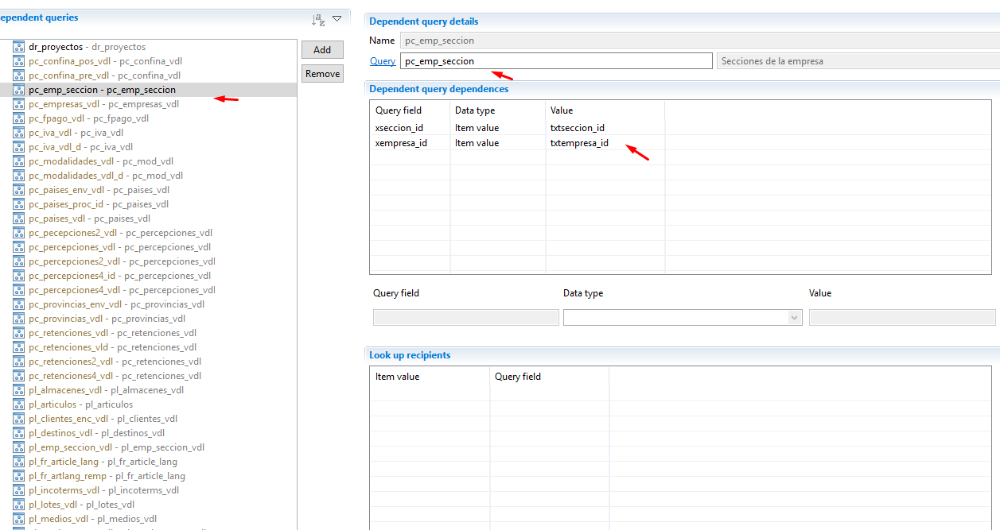 ependent queries
dr_proyectos - dr_proyectos
pc_confina_pos_vdl - pc_confina_vdl
pc_confina_pre_vdl - pc_confina_vdl
pc_emp_seccion - pc_emp_seccion
pc_empresas_vdl - pc_empresas_vdl
pc_fpago_vdl - pc_fpago_vdl
pc_iva_vdl - pc_iva_vdl
pc_iva_vdl_d - pc_iva_vdl
pc_modalidades_vdl - pc_mod_vdl
pc_modalidades_vdl_d - pc_mod_vdl
pc_paises_env_vdl - pc_paises_vdl
pc_paises_proc_id - pc_paises_vdl
pc_paises_vdl - pc_paises_vdl
pc_pecepciones2_vdl - pc_percepciones_vdl
pc_percepciones_vdl - pc_percepciones_vdl
pc_percepciones2_vdl - pc_percepciones_vdl
pc_percepciones4_id - pc_percepciones_vdl
pc_percepciones4_vdl - pc_percepciones_vdl
pc_provincias_env_vdl - pc_provincias_vdl
pc_provincias_vdl - pc_provincias_vdl
pc_retenciones_vdl - pc_retenciones_vdl
pc_retenciones_vld - pc_retenciones_vdl
pc_retenciones2_vdl - pc_retenciones_vdl
pc_retenciones4_vdl - pc_retenciones_vdl
pl_almacenes_vdl - pl_almacenes_vdl
pl_articulos - pl_articulos
pl_clientes_enc_vdl - pl_clientes_vdl
pl_destinos_vdl - pl_destinos_vdl
pl_emp_seccion_vdl - pl_emp_seccion_vdl
pl_fr_article_lang - pl_fr_article_lang
pl_fr_artlang_remp - pl_fr_article_lang
pl_incoterms_vdl - pl_incoterms_vdl
pl_lotes_vdl - pl_lotes_vdl
pl_medios_vdl - pl_medios_vdl
Add
Remove
Dependent query details
Name pc_emp_seccion
Query pc_emp_seccion Secciones de la empresa
Dependent query dependences
Query field Data type Value
xseccion_id Item value txtseccion_id
xempresa_id Item value txtempresa_id
Query field Data type Value
Look up recipients
Item value Query field